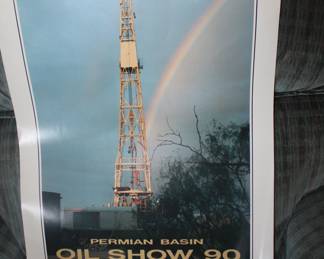 PERMIAN BASIN
OIL SHOW 90